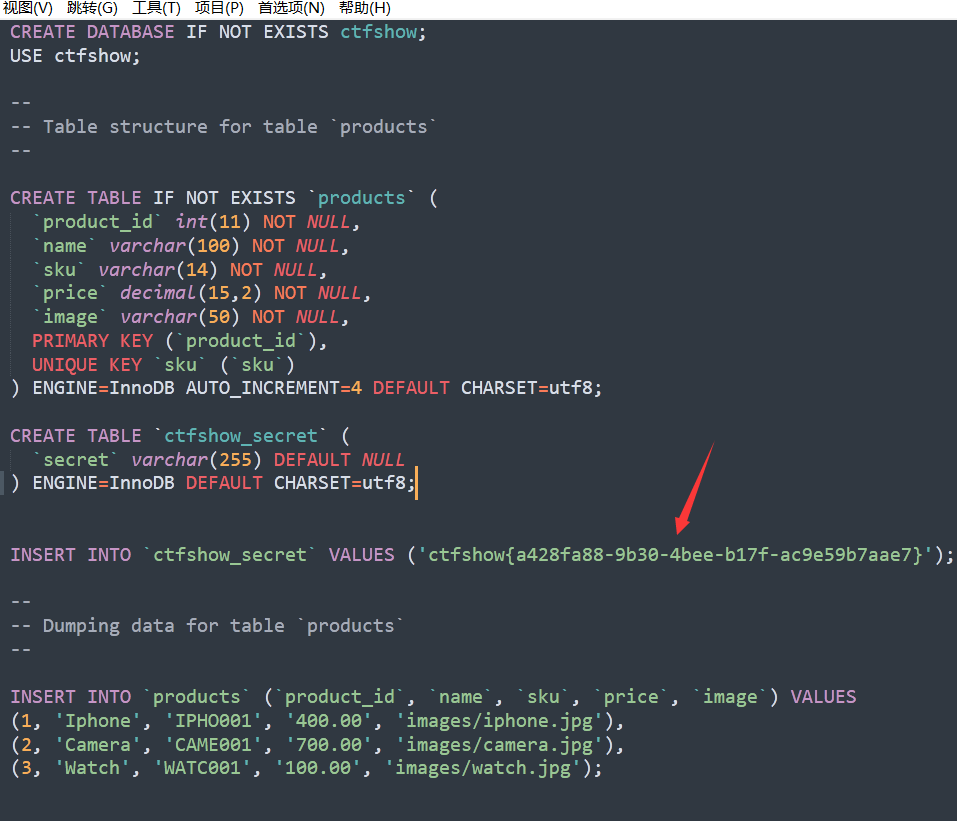 视图(V) 跳转(G) 工具(T) 项目(P) 首选项(N) 帮助(H)
CREATE DATABASE IF NOT EXISTS ctfshow;
USE ctfshow;
--
-- Table structure for table `products`
--
CREATE TABLE IF NOT EXISTS `products` (
  `product_id` int(11) NOT NULL,
  `name` varchar(100) NOT NULL,
  `sku` varchar(14) NOT NULL,
  `price` decimal(15,2) NOT NULL,
  `image` varchar(50) NOT NULL,
  PRIMARY KEY (`product_id`),
  UNIQUE KEY `sku` (`sku`)
) ENGINE=InnoDB AUTO_INCREMENT=4 DEFAULT CHARSET=utf8;
CREATE TABLE `ctfshow_secret` (
  `secret` varchar(255) DEFAULT NULL
) ENGINE=InnoDB DEFAULT CHARSET=utf8;
INSERT INTO `ctfshow_secret` VALUES ('ctfshow{a428fa88-9b30-4bee-b17f-ac9e59b7aae7}');
--
-- Dumping data for table `products`
--
INSERT INTO `products` (`product_id`, `name`, `sku`, `price`, `image`) VALUES
(1, 'Iphone', 'IPHO001', '400.00', 'images/iphone.jpg'),
(2, 'Camera', 'CAME001', '700.00', 'images/camera.jpg'),
(3, 'Watch', 'WATC001', '100.00', 'images/watch.jpg');